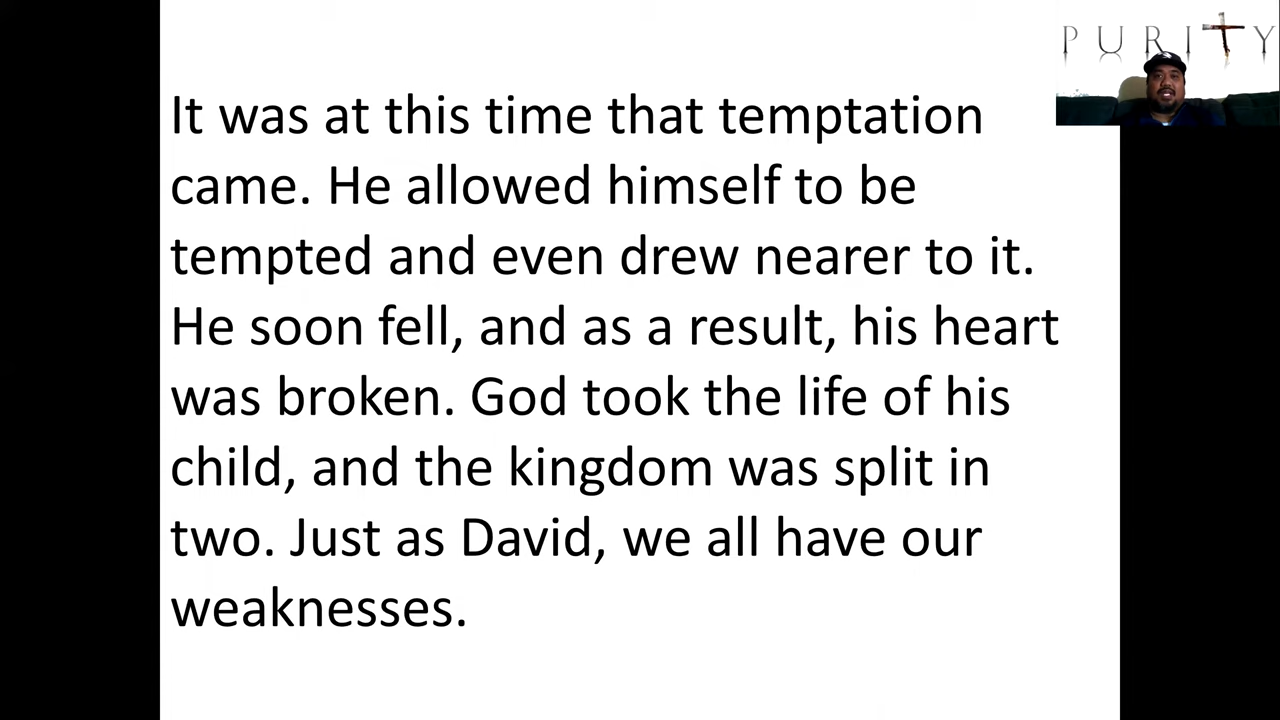 PURITY
It was at this time that temptation
came. He allowed himself to be
tempted and even drew nearer to it.
He soon fell, and as a result, his heart
was broken. God took the life of his
child, and the kingdom was split in
two. Just as David, we all have our
weaknesses.